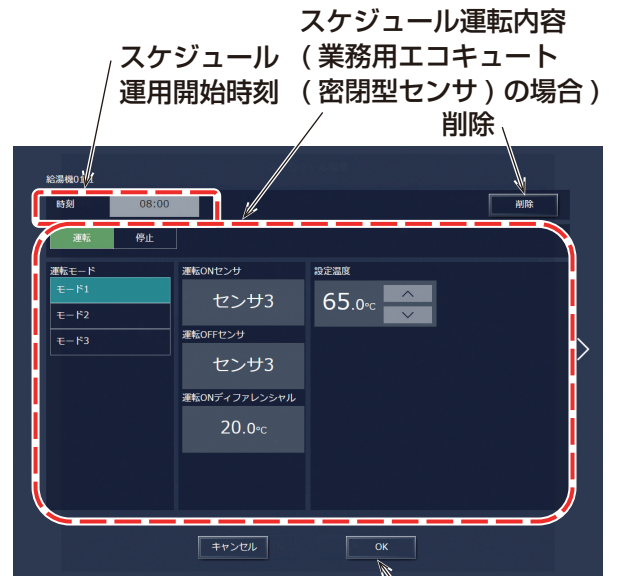 スケジュール運転内容
スケジュール
(業務用エコキュート
運用開始時刻
(密閉型センサ)の場合)
削除
時刻
08:00
削除
運転
停止
運転モード
運転ONセンサ
設定温度
モード1
センサ3
65.0℃
モード2
モード3
運転OFFセンサ
センサ3
運転ONディファレンシャル
20.0℃
キャンセル
OK